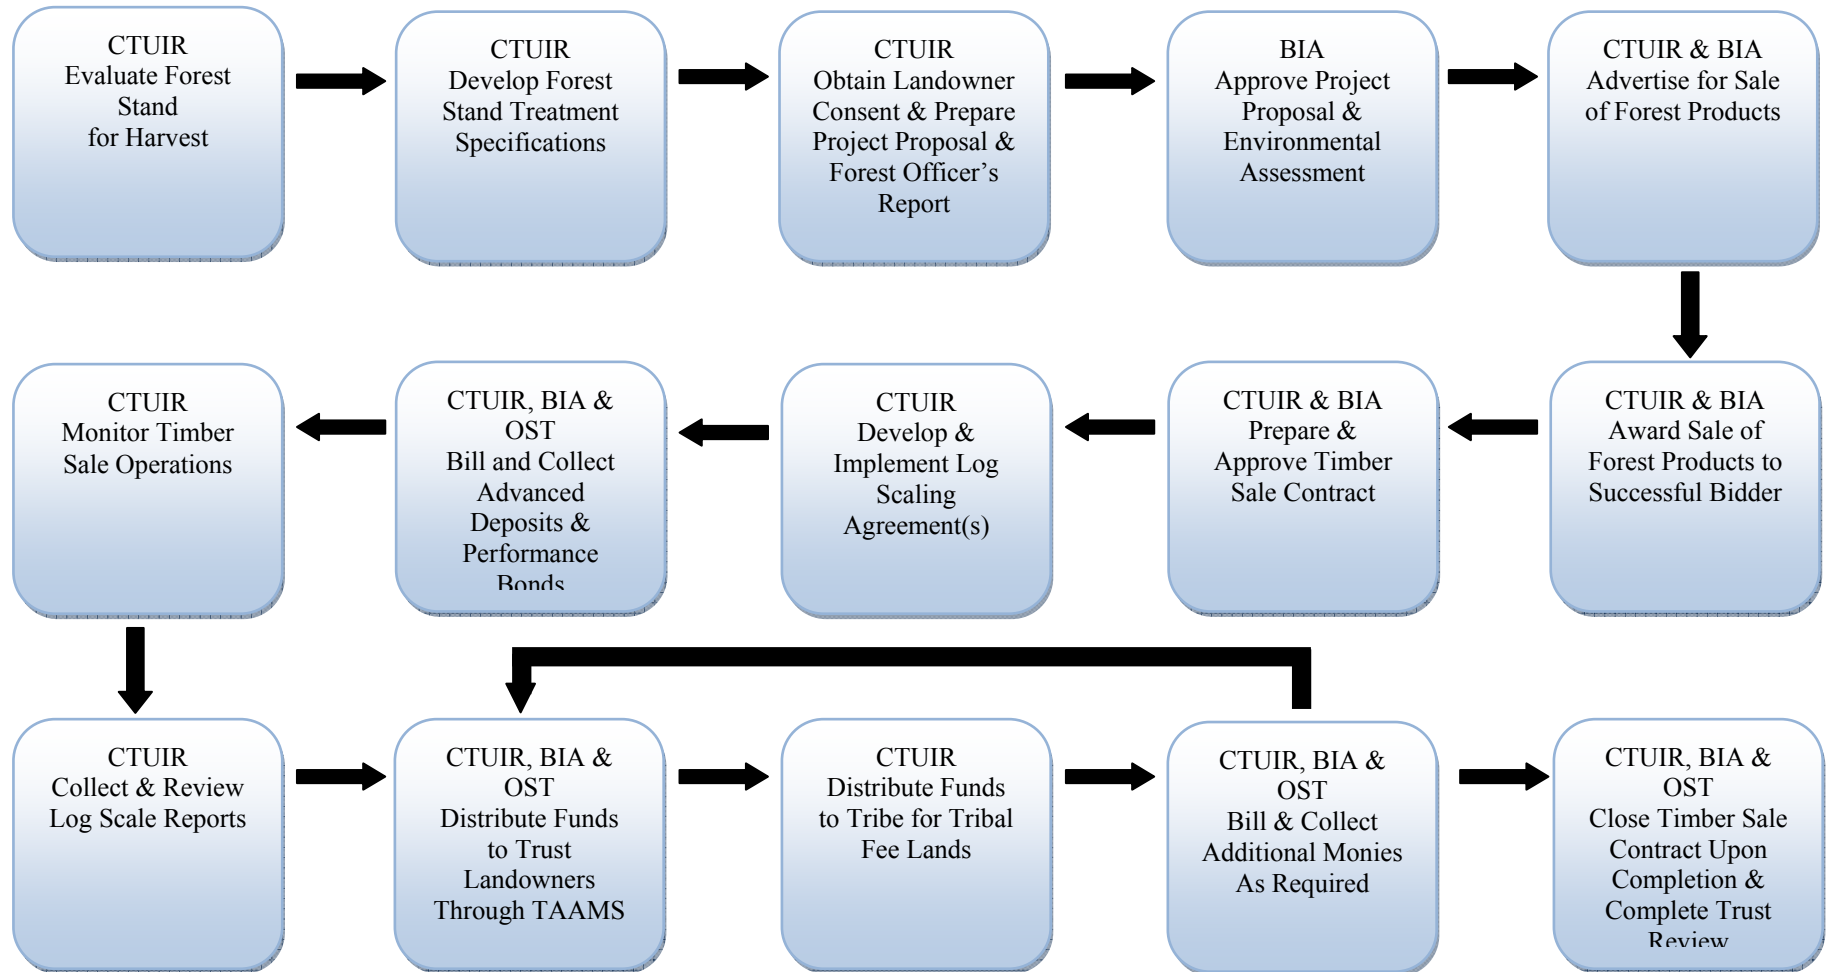 CTUIR
Evaluate Forest
Stand
for Harvest
CTUIR
Develop Forest
Stand Treatment
Specifications
CTUIR
Obtain Landowner
Consent & Prepare
Project Proposal &
Forest Officer’s
Report
BIA
Approve Project
Proposal &
Environmental
Assessment
CTUIR & BIA
Advertise for Sale
of Forest Products
CTUIR & BIA
Award Sale of
Forest Products to
Successful Bidder
CTUIR & BIA
Prepare &
Approve Timber
Sale Contract
CTUIR
Develop &
Implement Log
Scaling
Agreement(s)
CTUIR, BIA &
OST
Bill and Collect
Advanced
Deposits &
Performance
Bonds
CTUIR
Monitor Timber
Sale Operations
CTUIR
Collect & Review
Log Scale Reports
CTUIR, BIA &
OST
Distribute Funds
to Trust
Landowners
Through TAAMS
CTUIR
Distribute Funds
to Tribe for Tribal
Fee Lands
CTUIR, BIA &
OST
Bill & Collect
Additional Monies
As Required
CTUIR, BIA &
OST
Close Timber Sale
Contract Upon
Completion &
Complete Trust
Review